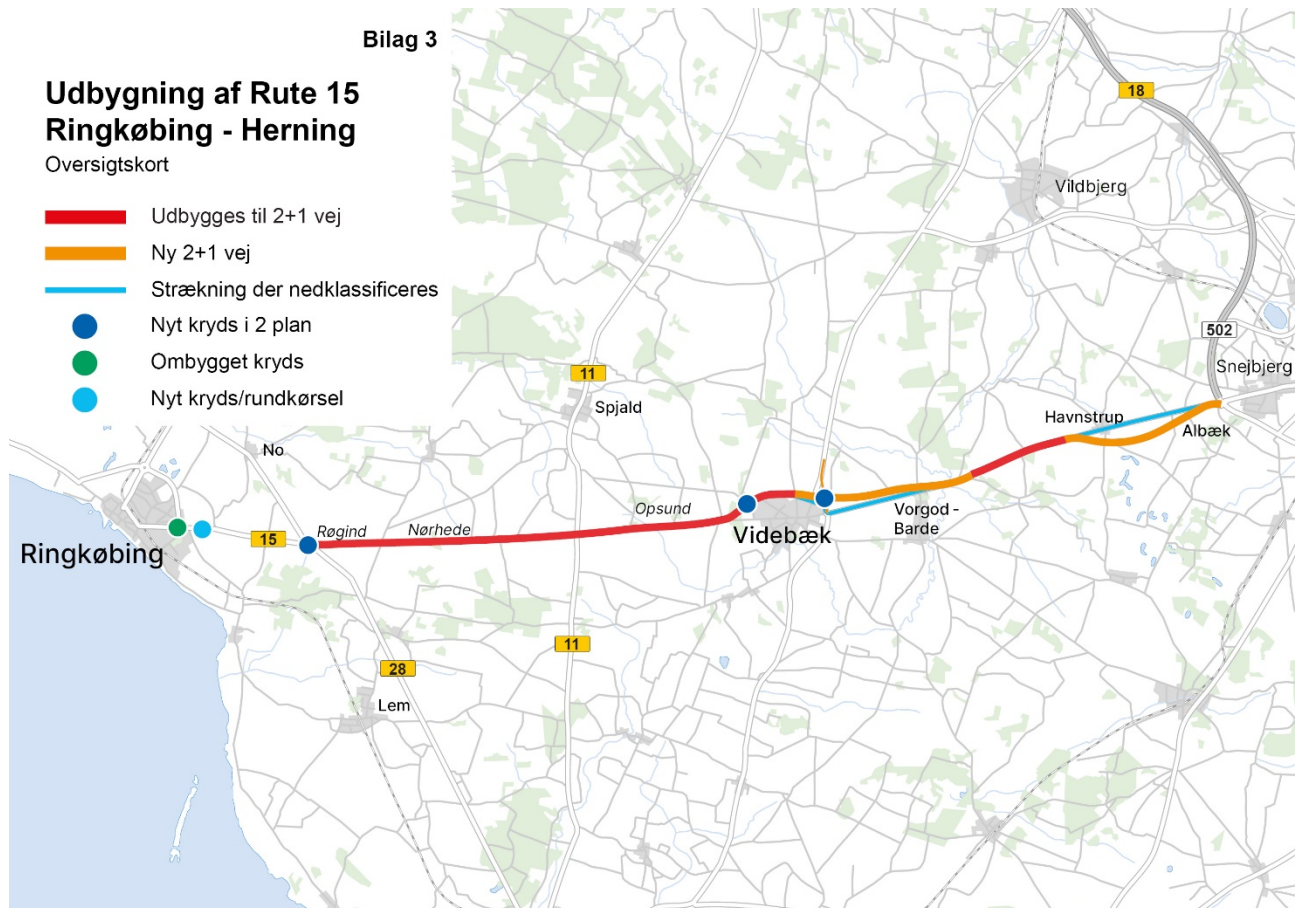 Bilag 3
Udbygning af Rute 15
Ringkøbing - Herning
Oversigtskort
Udbygges til 2+1 vej
Ny 2+1 vej
Strækning der nedklassificeres
Nyt kryds i 2 plan
Ombygget kryds
Nyt kryds/rundkørsel
18
Vildbjerg
502
Snejbjerg
11
Spjald
Havnstrup
Albæk
No
Opsund
Vorgod -
Barde
Røgind
Nørhede
Videbæk
15
Ringkøbing
11
28
Lem